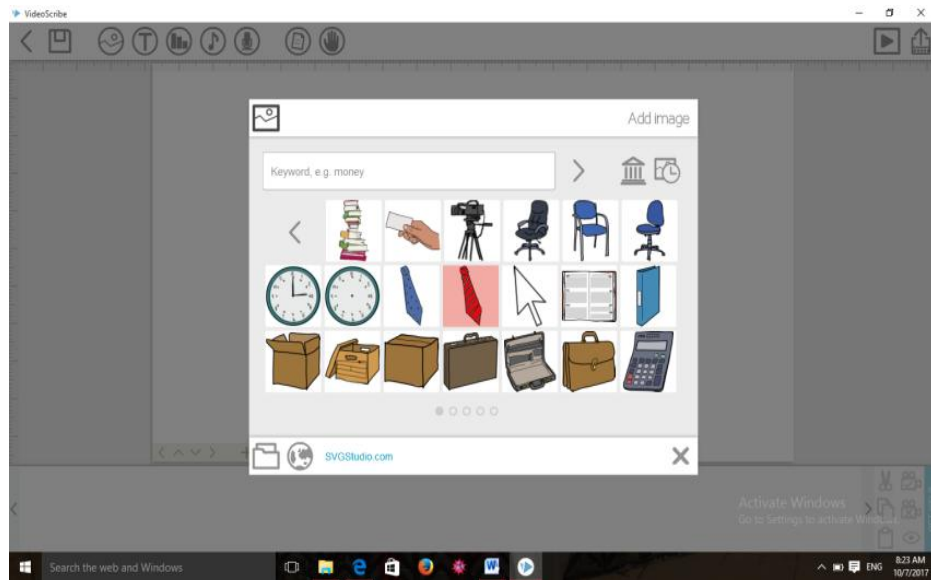 VideoScribe
Add image
Keyword, e.g. money
SVGStudio.com
Activate Windows
Go to Settings to activate Windows.
Search the web and Windows
ENG
8:23 AM
10/7/2017